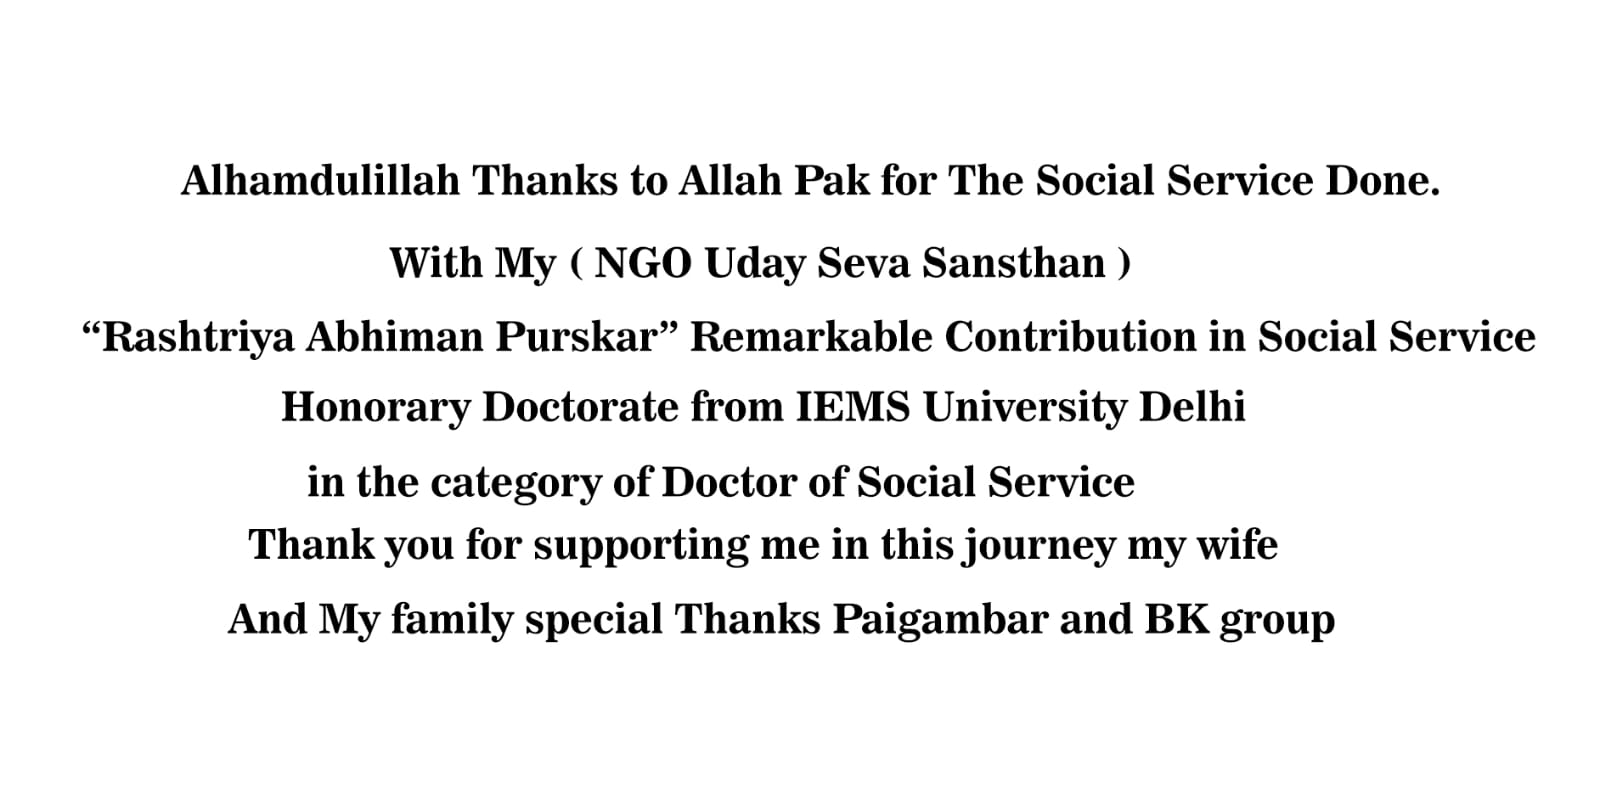 Alhamdulillah Thanks to Allah Pak for The Social Service Done.
With My ( NGO Uday Seva Sansthan )
“Rashtriya Abhiman Purskar” Remarkable Contribution in Social Service
Honorary Doctorate from IEMS University Delhi
in the category of Doctor of Social Service
Thank you for supporting me in this journey my wife
And My family special Thanks Paigambar and BK group